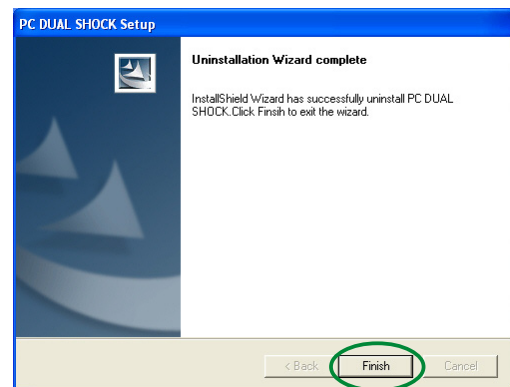 PC DUAL SHOCK Setup
Uninstallation Wizard complete
InstallShield Wizard has successfully uninstall PC DUAL
SHOCK.Click Finsih to exit the wizard.
< Back
Finish
Cancel